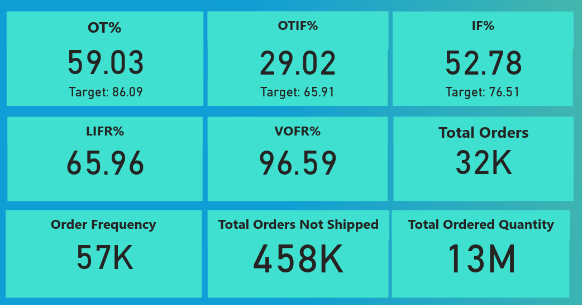 OT%
59.03
Target: 86.09
OTIF%
29.02
Target: 65.91
IF%
52.78
Target: 76.51
LIFR%
65.96
VOFR%
96.59
Total Orders
32K
Order Frequency
57K
Total Orders Not Shipped
458K
Total Ordered Quantity
13M